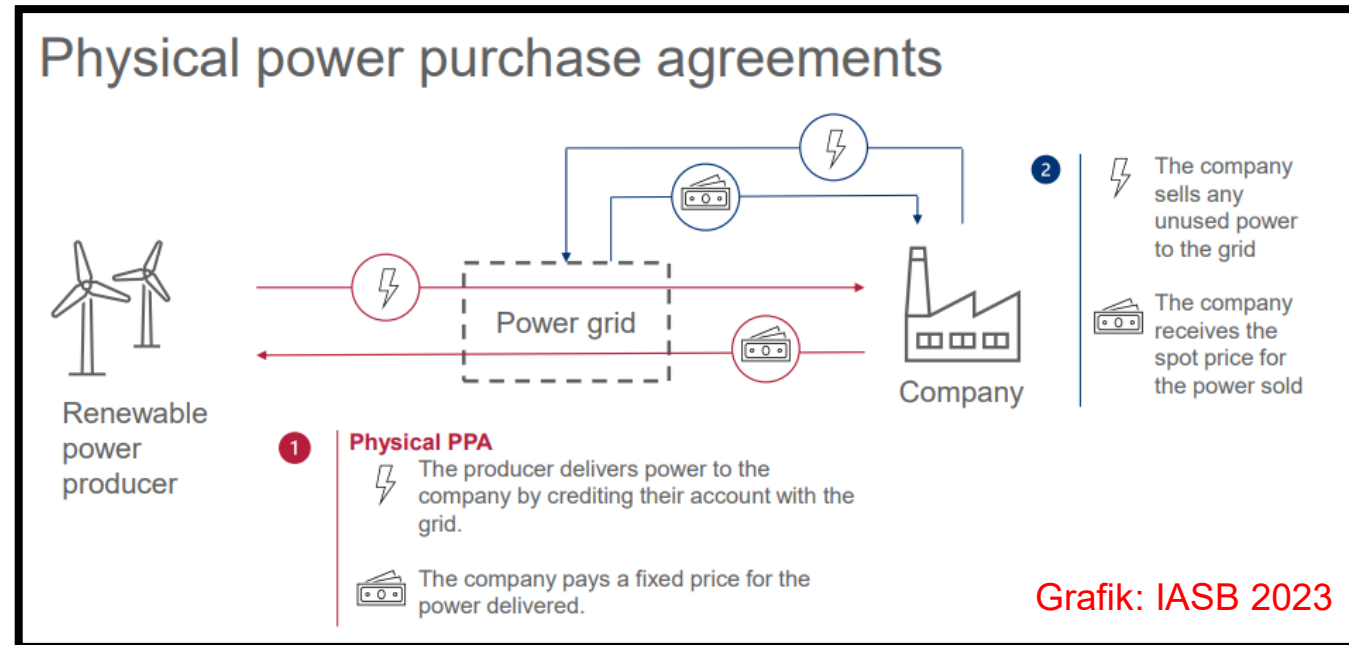 Physical power purchase agreements
2
The company
sells any
unused power
to the grid
The company
receives the
spot price for
the power sold
Power grid
Company
Renewable
power
producer
1
Physical PPA
The producer delivers power to the
company by crediting their account with the
grid.
The company pays a fixed price for the
power delivered.
Grafik: IASB 2023